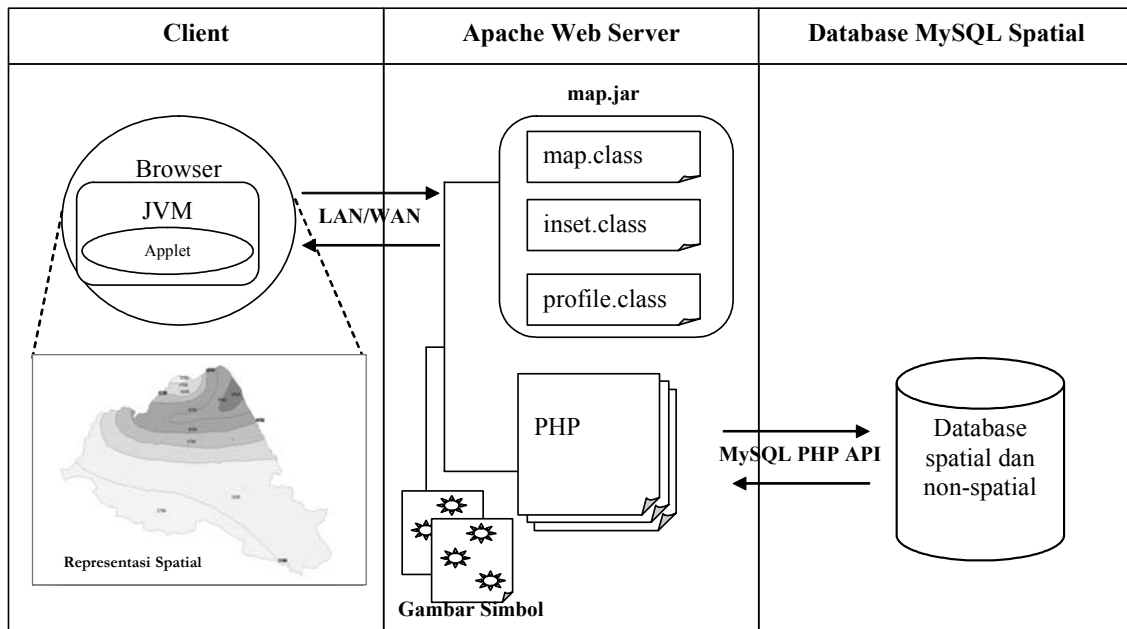 Client
Apache Web Server
Database MySQL Spatial
Browser
JVM
Applet
LAN/WAN
map.jar
map.class
inset.class
profile.class
PHP
MySQL PHP API
Database
spatial dan
non-spatial
Representasi Spatial
Gambar Simbol